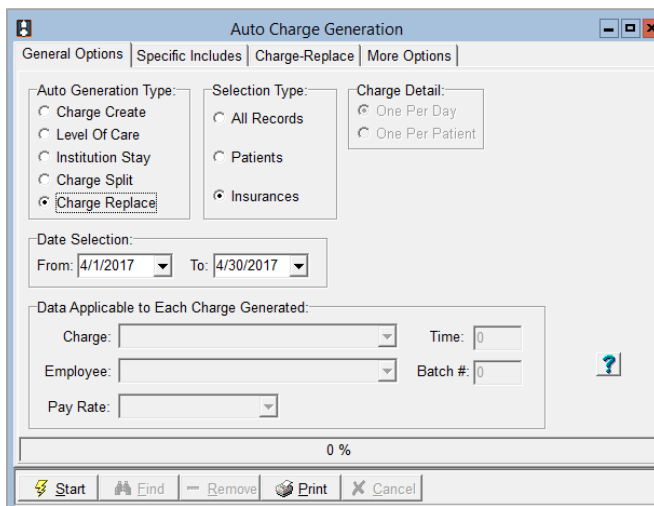 Auto Charge Generation
General Options Specific Includes Charge-Replace More Options
Auto Generation Type:
Charge Create
Level Of Care
Institution Stay
Charge Split
Charge Replace
Selection Type:
All Records
Patients
Insurances
Charge Detail:
One Per Day
One Per Patient
Date Selection:
From: 4/1/2017 To: 4/30/2017
Data Applicable to Each Charge Generated:
Charge: Time: 0
Employee: Batch #: 0
Pay Rate:
?
0 %
Start Find Remove Print Cancel